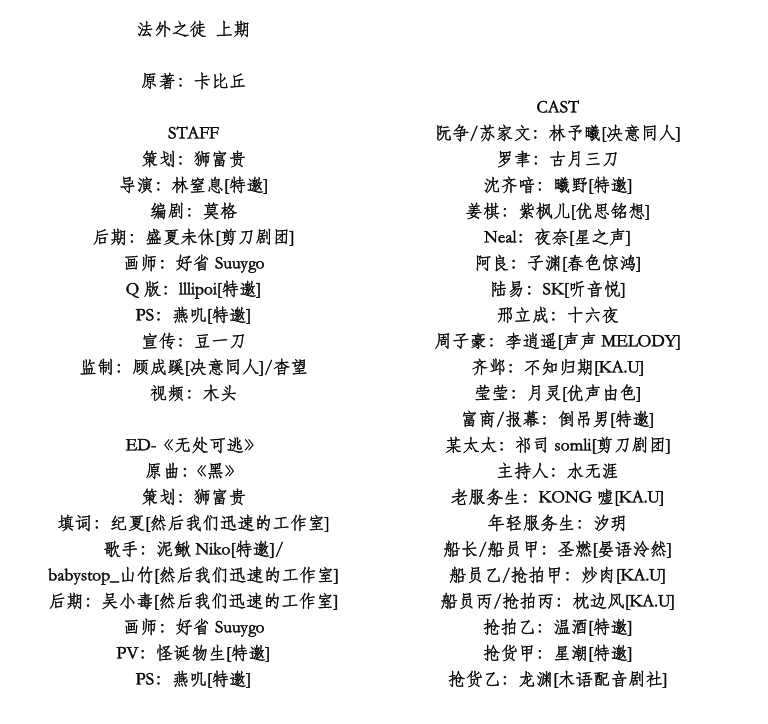 法外之徒 上期
原著：卡比丘
STAFF
策划：狮富贵
导演：林窒息[特邀]
编剧：莫格
后期：盛夏未休[剪刀剧团]
画师：好省 Suuygo
Q 版：lllipoi[特邀]
PS：燕叽[特邀]
宣传：豆一刀
监制：顾成蹊[决意同人]/杳望
视频：木头
ED-《无处可逃》
原曲：《黑》
策划：狮富贵
填词：纪夏[然后我们迅速的工作室]
歌手：泥鳅 Niko[特邀]/
babystop_山竹[然后我们迅速的工作室]
后期：吴小毒[然后我们迅速的工作室]
画师：好省 Suuygo
PV：怪诞物生[特邀]
PS：燕叽[特邀]
CAST
阮争/苏家文：林予曦[决意同人]
罗聿：古月三刀
沈齐喑：曦野[特邀]
姜棋：紫枫儿[优思铭想]
Neal：夜奈[星之声]
阿良：子渊[春色惊鸿]
陆易：SK[听音悦]
邢立成：十六夜
周子豪：李逍遥[声声 MELODY]
齐邺：不知归期[KA.U]
莹莹：月灵[优声由色]
富商/报幕：倒吊男[特邀]
某太太：祁司 somli[剪刀剧团]
主持人：水无涯
老服务生：KONG 嘘[KA.U]
年轻服务生：汐玥
船长/船员甲：圣燃[晏语泠然]
船员乙/抢拍甲：炒肉[KA.U]
船员丙/抢拍丙：枕边风[KA.U]
抢拍乙：温酒[特邀]
抢货甲：星潮[特邀]
抢货乙：龙渊[木语配音剧社]